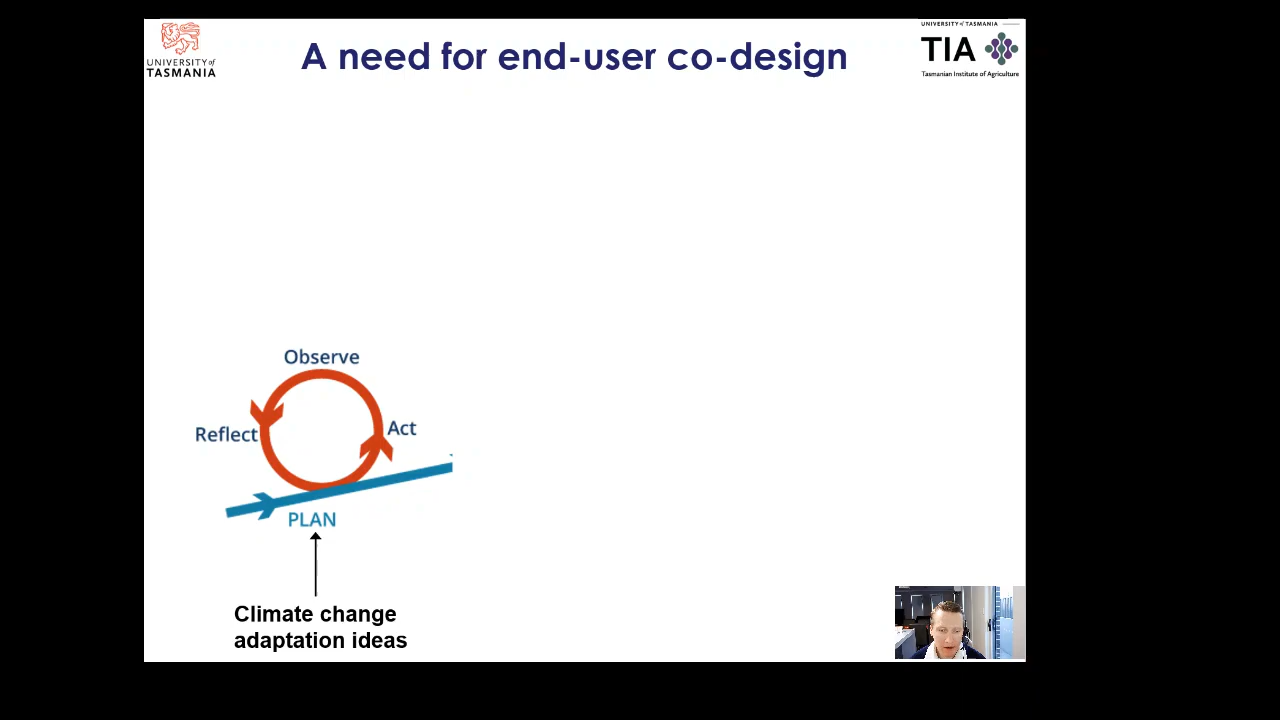 UNIVERSITY of
TASMANIA
A need for end-user co-design
UNIVERSITY of TASMANIA
TIA
Tasmanian Institute of Agriculture
Observe
Reflect
Act
PLAN
Climate change
adaptation ideas